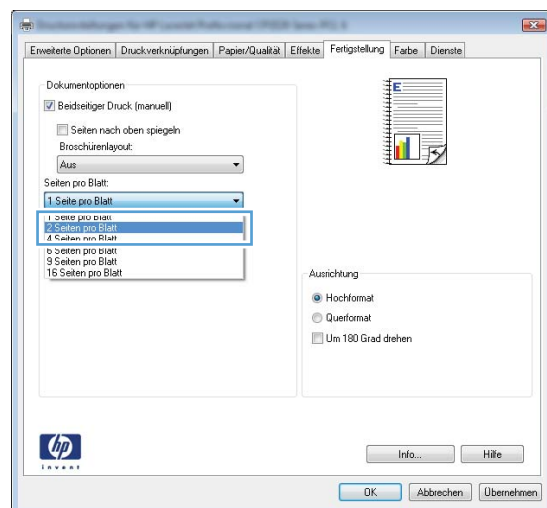 Erweiterte Optionen Druckverknüpfungen Papier/Qualität Effekte Fertigstellung Farbe Dienste
Dokumentoptionen
Beidseitiger Druck (manuell)
Seiten nach oben spiegeln
Broschürenlayout:
Aus
Seiten pro Blatt:
1 Seite pro Blatt
1 Seite pro Blatt
2 Seiten pro Blatt
4 Seiten pro Blatt
6 Seiten pro Blatt
9 Seiten pro Blatt
16 Seiten pro Blatt
E
Ausrichtung
Hochformat
Querformat
Um 180 Grad drehen
hp
invent
Info... Hilfe
OK Abbrechen Übernehmen